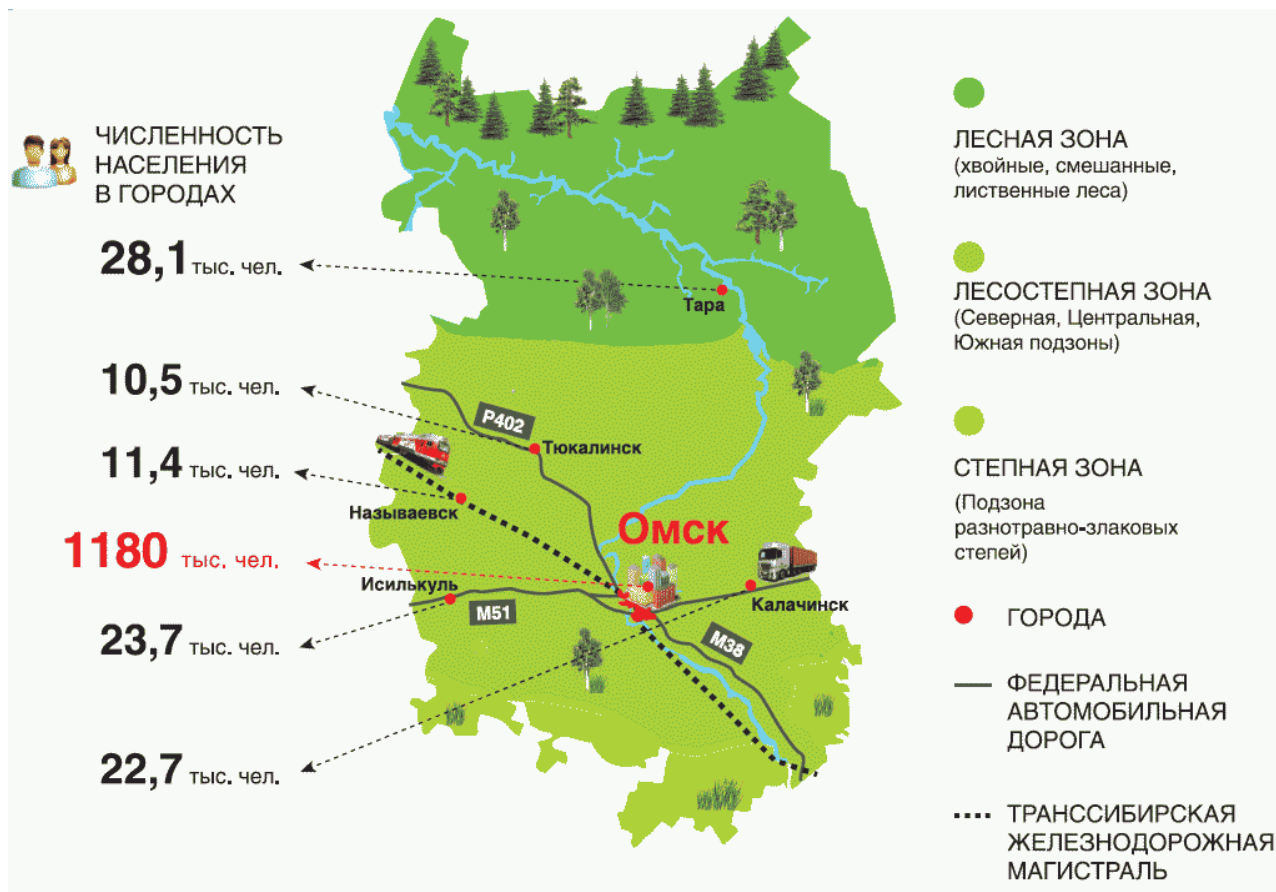 ЧИСЛЕННОСТЬ
НАСЕЛЕНИЯ
В ГОРОДАХ
28,1 тыс. чел.
10,5 тыс. чел.
11,4 тыс. чел.
1180 тыс. чел.
23,7 тыс. чел.
22,7 тыс. чел.
Тара
Р402
Тюкалинск
Называевск
Омск
Исилькуль
М51
Калачинск
М38
ЛЕСНАЯ ЗОНА
(хвойные, смешанные,
лиственные леса)
ЛЕСОСТЕПНАЯ ЗОНА
(Северная, Центральная,
Южная подзоны)
СТЕПНАЯ ЗОНА
(Подзона
разнотравно-злаковых
степей)
ГОРОДА
ФЕДЕРАЛЬНАЯ
АВТОМОБИЛЬНАЯ
ДОРОГА
ТРАНССИБИРСКАЯ
ЖЕЛЕЗНОДОРОЖНАЯ
МАГИСТРАЛЬ